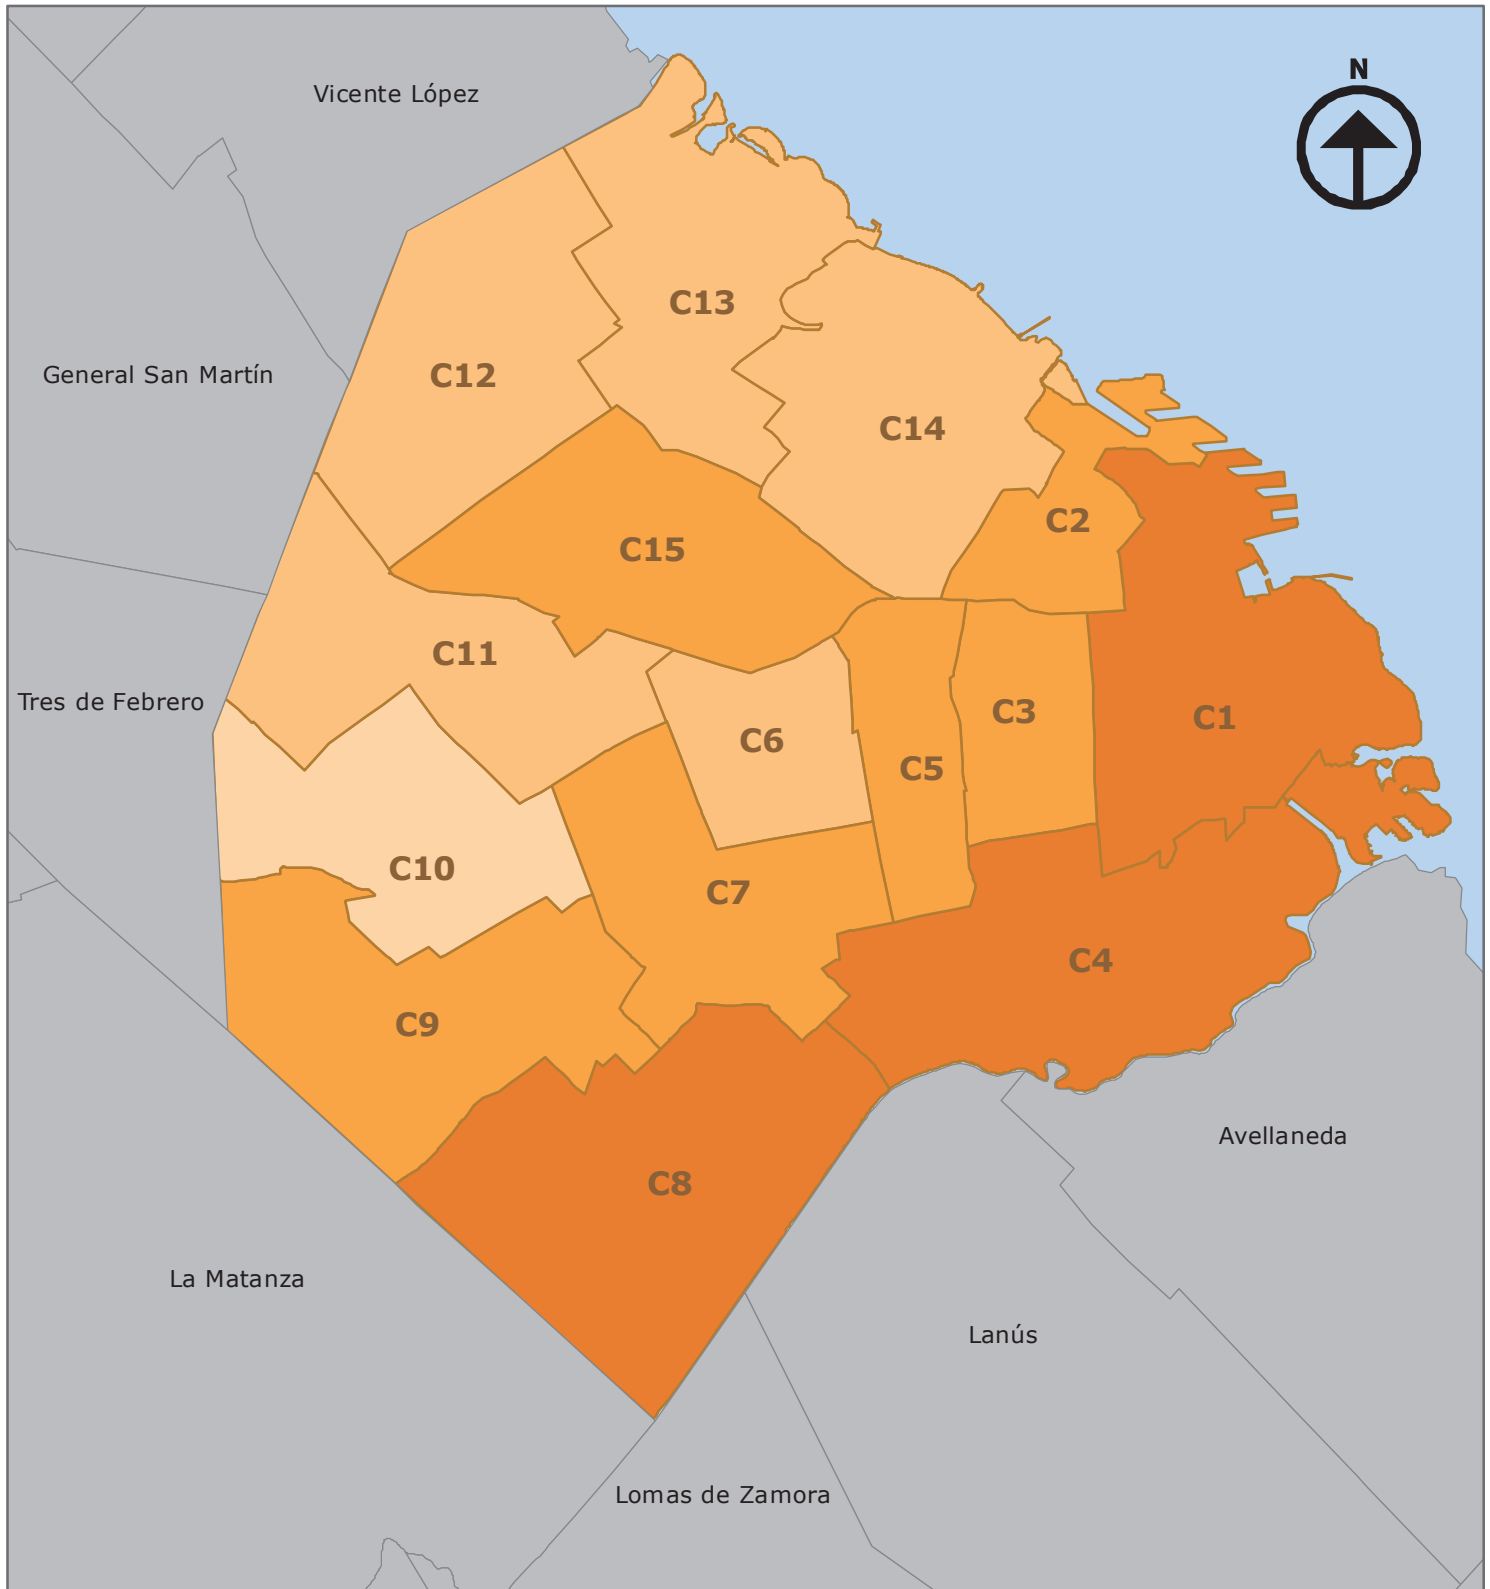 N
Vicente López
C13
General San Martín
C12
C14
C2
C15
C11
Tres de Febrero
C3
C1
C6
C5
C10
C7
C4
C9
Avellaneda
C8
La Matanza
Lanús
Lomas de Zamora